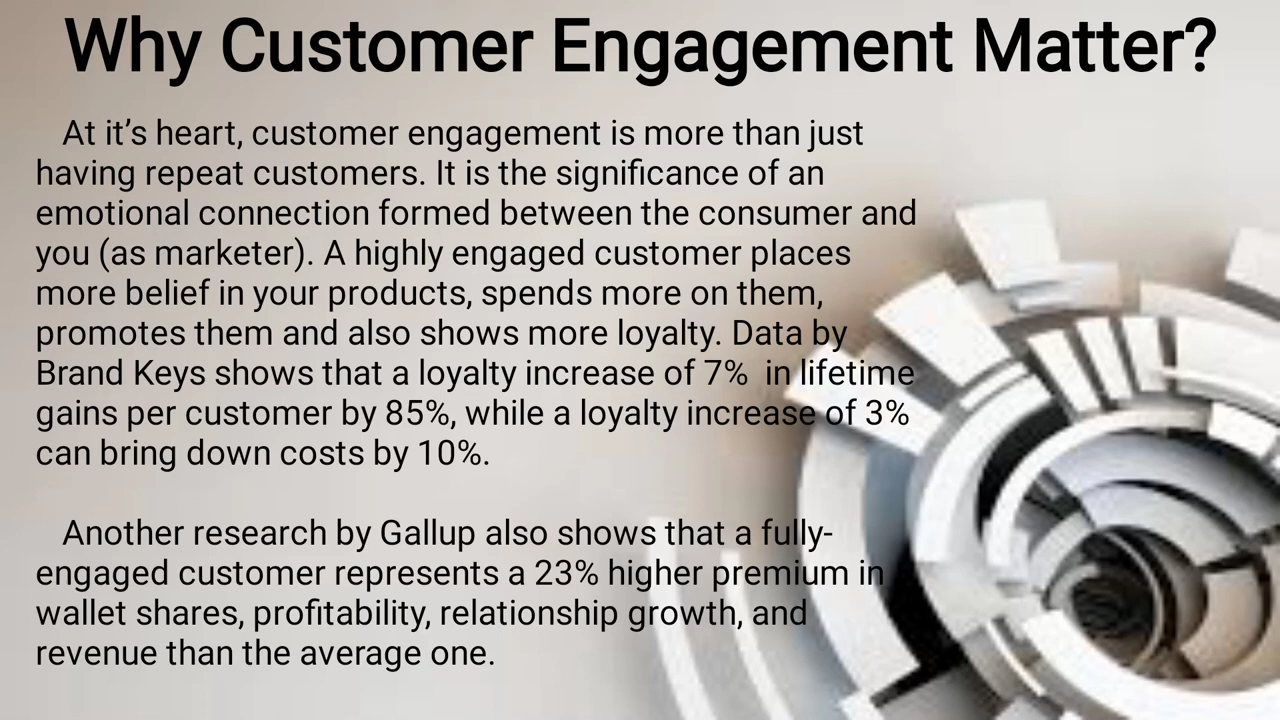 Why Customer Engagement Matter?
At it’s heart, customer engagement is more than just
having repeat customers. It is the significance of an
emotional connection formed between the consumer and
you (as marketer). A highly engaged customer places
more belief in your products, spends more on them,
promotes them and also shows more loyalty. Data by
Brand Keys shows that a loyalty increase of 7%  in lifetime
gains per customer by 85%, while a loyalty increase of 3%
can bring down costs by 10%.
Another research by Gallup also shows that a fully-
engaged customer represents a 23% higher premium in
wallet shares, profitability, relationship growth, and
revenue than the average one.